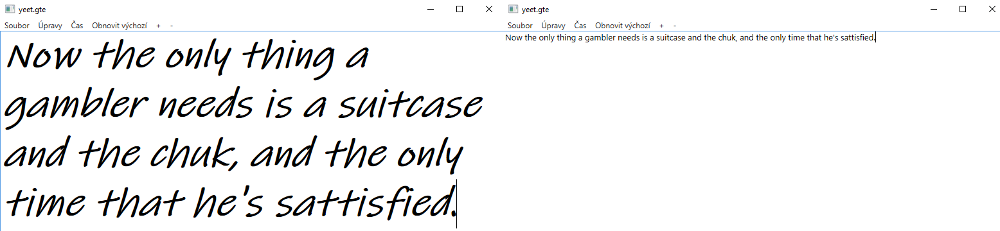 yeet.gte
Soubor Úpravy Čas Obnovit výchozí + -
Now the only thing a
gambler needs is a suitcase
and the chuk, and the only
time that he's sattisfied.
yeet.gte
Soubor Úpravy Čas Obnovit výchozí + -
Now the only thing a gambler needs is a suitcase and the chuk, and the only time that he's sattisfied.